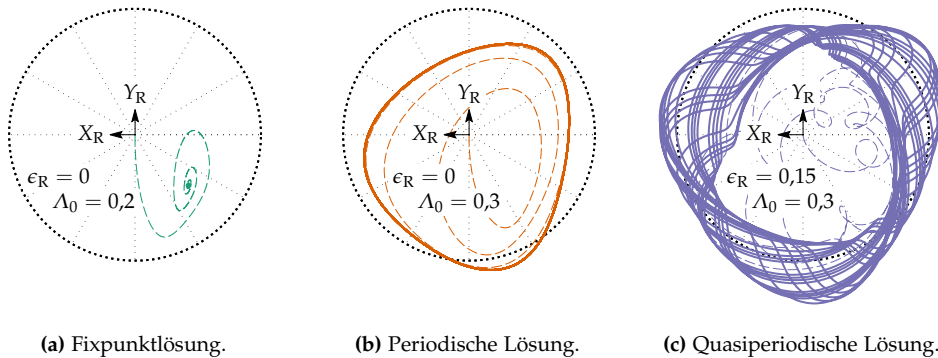 Y_R
X_R
ϵ_R = 0
Λ_0 = 0,2
(a) Fixpunktlösung.
Y_R
X_R
ϵ_R = 0
Λ_0 = 0,3
(b) Periodische Lösung.
Y_R
X_R
ϵ_R = 0,15
Λ_0 = 0,3
(c) Quasiperiodische Lösung.